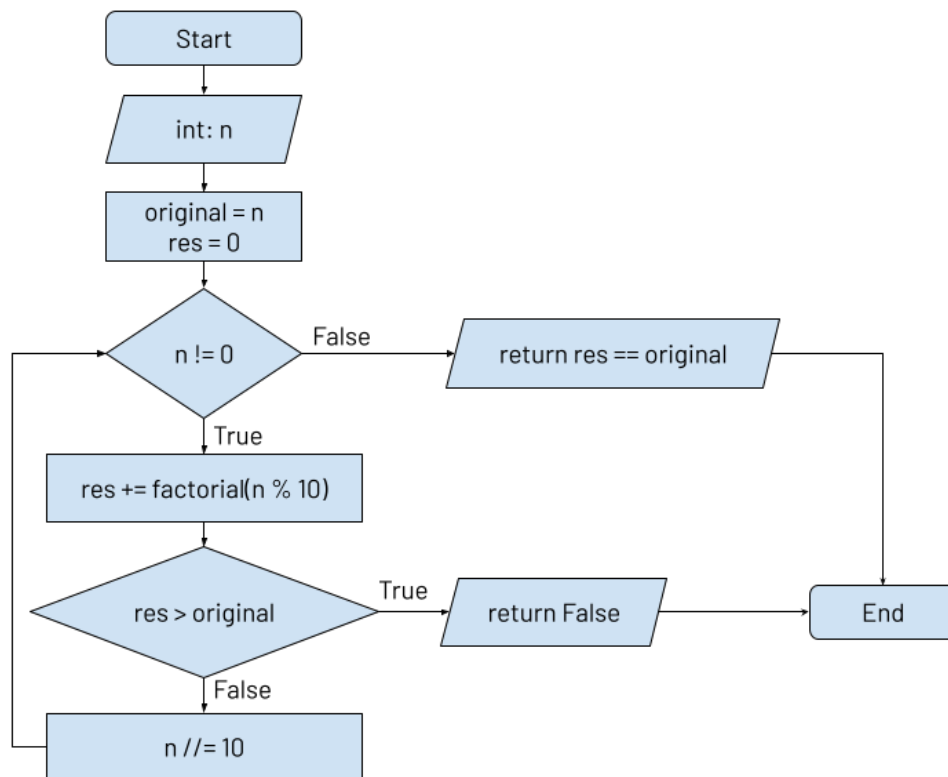 Start
int: n
original = n
res = 0
n != 0
False
return res == original
True
res += factorial(n % 10)
res > original
True
return False
End
False
n //= 10